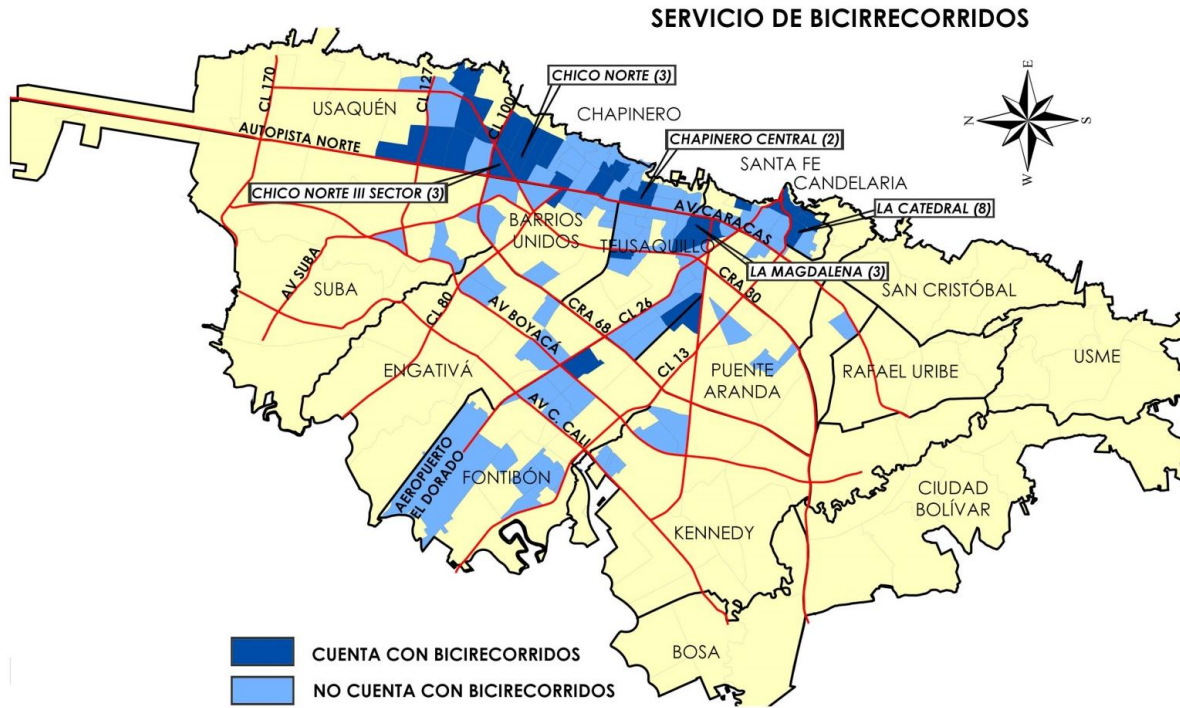 SERVICIO DE BICIRRECORRIDOS
E
N
S
W
CHICO NORTE (3)
CL 170
CL 127
USAQUÉN
CL 100
CHAPINERO
AUTOPISTA NORTE
CHAPINERO CENTRAL (2)
SANTA FE
CANDELARIA
CHICO NORTE III SECTOR (3)
AV CARACAS
LA CATEDRAL (8)
BARRIOS
UNIDOS
TEUSAQUILLO
LA MAGDALENA (3)
AV SUBA
SUBA
CL 80
AV BOYACÁ
CRA 68
CL 26
CRA 30
SAN CRISTÓBAL
ENGATIVÁ
CL 13
PUENTE
ARANDA
RAFAEL URIBE
USME
AV C. CALI
AEROPUERTO
EL DORADO
FONTIBÓN
CIUDAD
BOLÍVAR
KENNEDY
BOSA
CUENTA CON BICIRECORRIDOS
NO CUENTA CON BICIRECORRIDOS